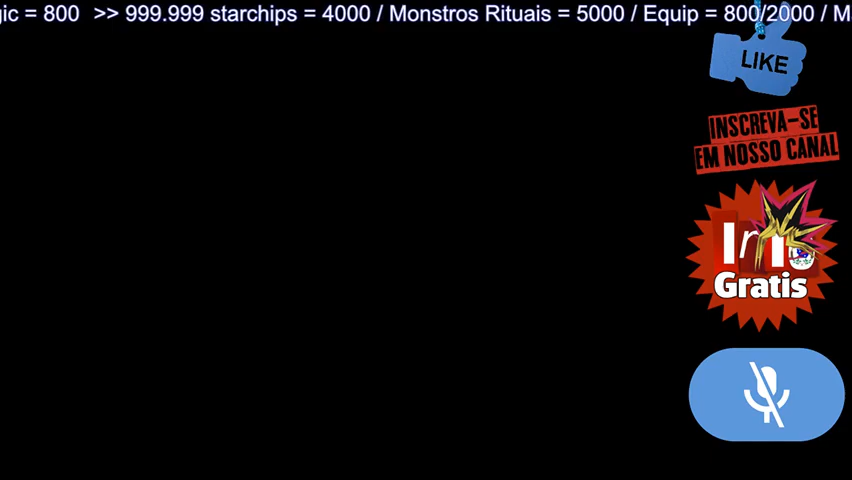 gic = 800 >> 999.999 starchips = 4000 / Monstros Rituais = 5000 / Equip = 800/2000 / M
LIKE
INSCREVA-SE
EM NOSSO CANAL
Gratis